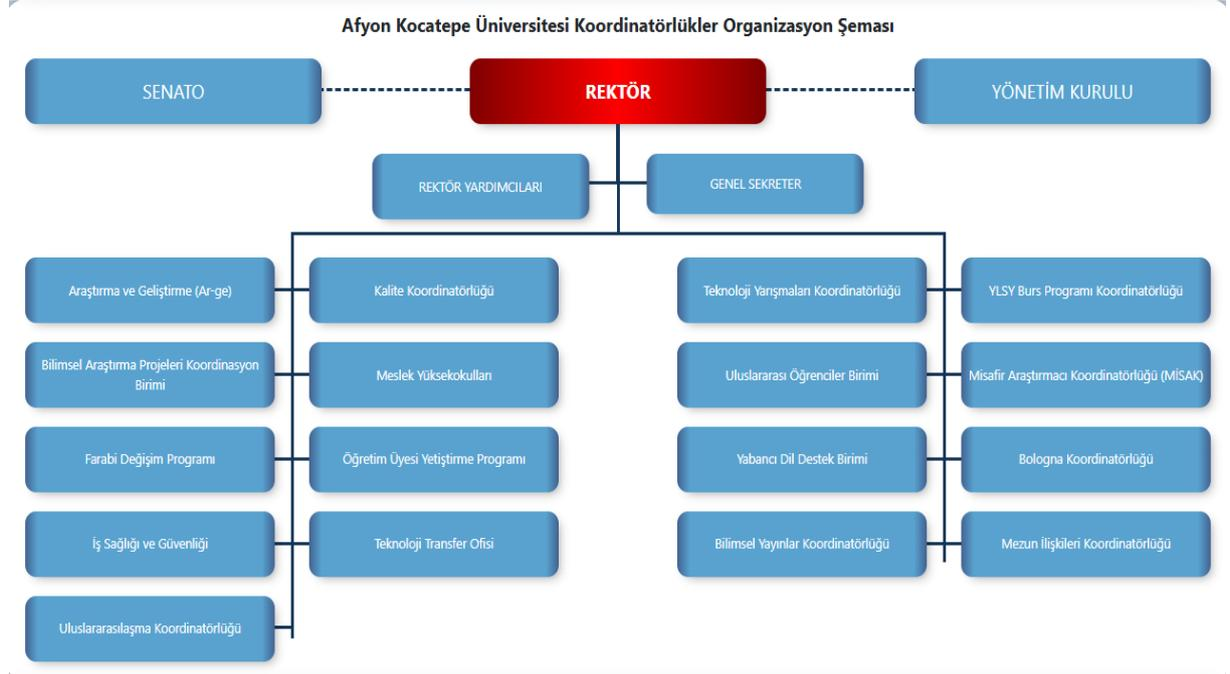 Afyon Kocatepe Üniversitesi Koordinatörlükler Organizasyon Şeması
SENATO
REKTÖR
YÖNETİM KURULU
REKTÖR YARDIMCILARI
GENEL SEKRETER
Araştırma ve Geliştirme (Ar-ge)
Kalite Koordinatörlüğü
Teknoloji Yarışmaları Koordinatörlüğü
YLSY Burs Programı Koordinatörlüğü
Bilimsel Araştırma Projeleri Koordinasyon
Birimi
Meslek Yüksekokulları
Uluslararası Öğrenciler Birimi
Misafir Araştırmacı Koordinatörlüğü (MİSAK)
Farabi Değişim Programı
Öğretim Üyesi Yetiştirme Programı
Yabancı Dil Destek Birimi
Bologna Koordinatörlüğü
İş Sağlığı ve Güvenliği
Teknoloji Transfer Ofisi
Bilimsel Yayınlar Koordinatörlüğü
Mezun İlişkileri Koordinatörlüğü
Uluslararasılaşma Koordinatörlüğü